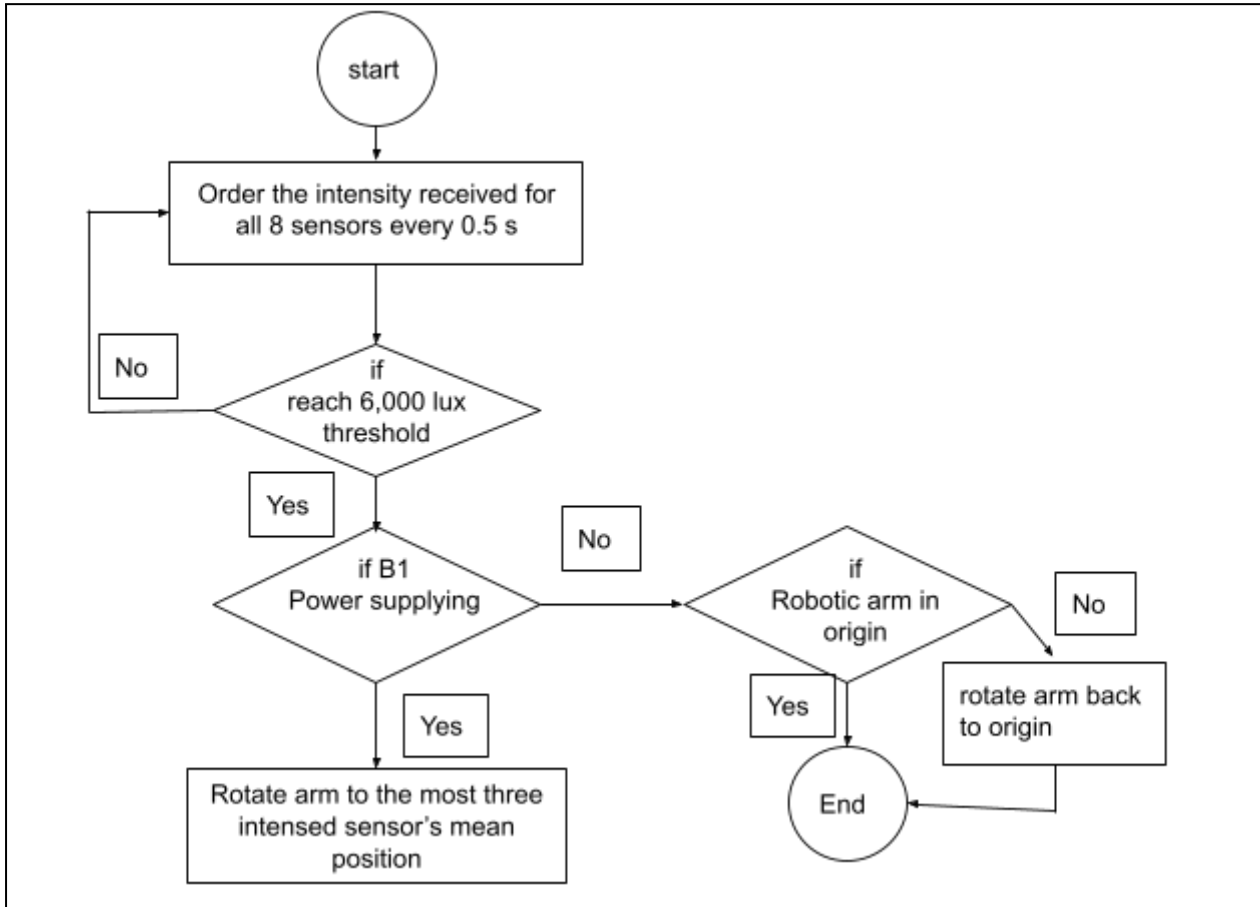 start
Order the intensity received for
all 8 sensors every 0.5 s
No
if
reach 6,000 lux
threshold
Yes
if B1
Power supplying
No
if
Robotic arm in
origin
No
Yes
Yes
rotate arm back
to origin
Rotate arm to the most three
intensed sensor's mean
position
End